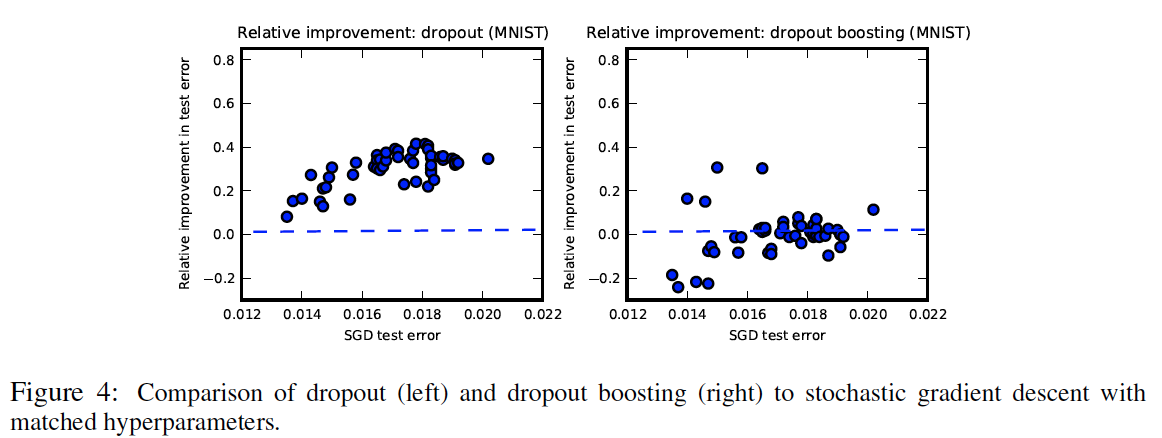 Relative improvement: dropout (MNIST)
Relative improvement in test error
0.8
0.6
0.4
0.2
0.0
−0.2
0.012 0.014 0.016 0.018 0.020 0.022
SGD test error
Relative improvement: dropout boosting (MNIST)
Relative improvement in test error
0.8
0.6
0.4
0.2
0.0
−0.2
0.012 0.014 0.016 0.018 0.020 0.022
SGD test error
Figure 4: Comparison of dropout (left) and dropout boosting (right) to stochastic gradient descent with
matched hyperparameters.